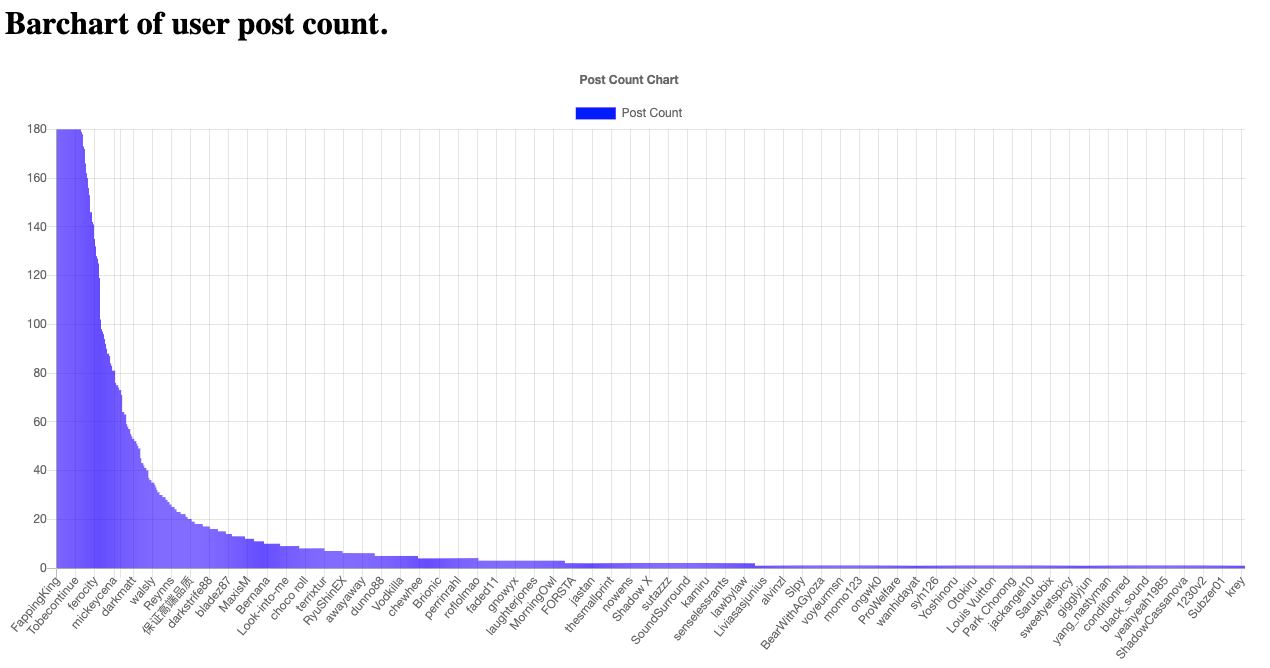 Barchart of user post count.
Post Count Chart
Post Count
180
160
140
120
100
80
60
40
20
0
FappingKing
Tobecontinue
ferocity
mickeycena
darkmatt
walsly
Reynns
保证高端品质
darkstrife88
bladez87
MaxisM
Bernana
Look-into-me
choco roll
terrixtur
RyuShinEX
awayaway
dunno88
Vodkilla
chewhee
Brionic
perrinrahl
roflolmao
faded11
gnowyx
laughterjones
MorningOwl
FORSTA
jastan
thesmallprint
nowens
Shadow X
sutazzz
SoundSurround
kamiru
senselessrants
lawbylaw
Liviasasjunius
alvinzl
Slpy
BearWithAGyoza
voyeurmsn
momo123
ongwk0
ProWelfare
wanhidayat
syh126
Yoshinoru
Otokiru
Louis Vuitton
Park Chorong
jackangel10
Sarutobix
sweetyetspicy
gigglyjun
yang_nastyman
conditionred
black_sound
yeahyeah1985
ShadowCassanova
1230v2
Subzer01
krey